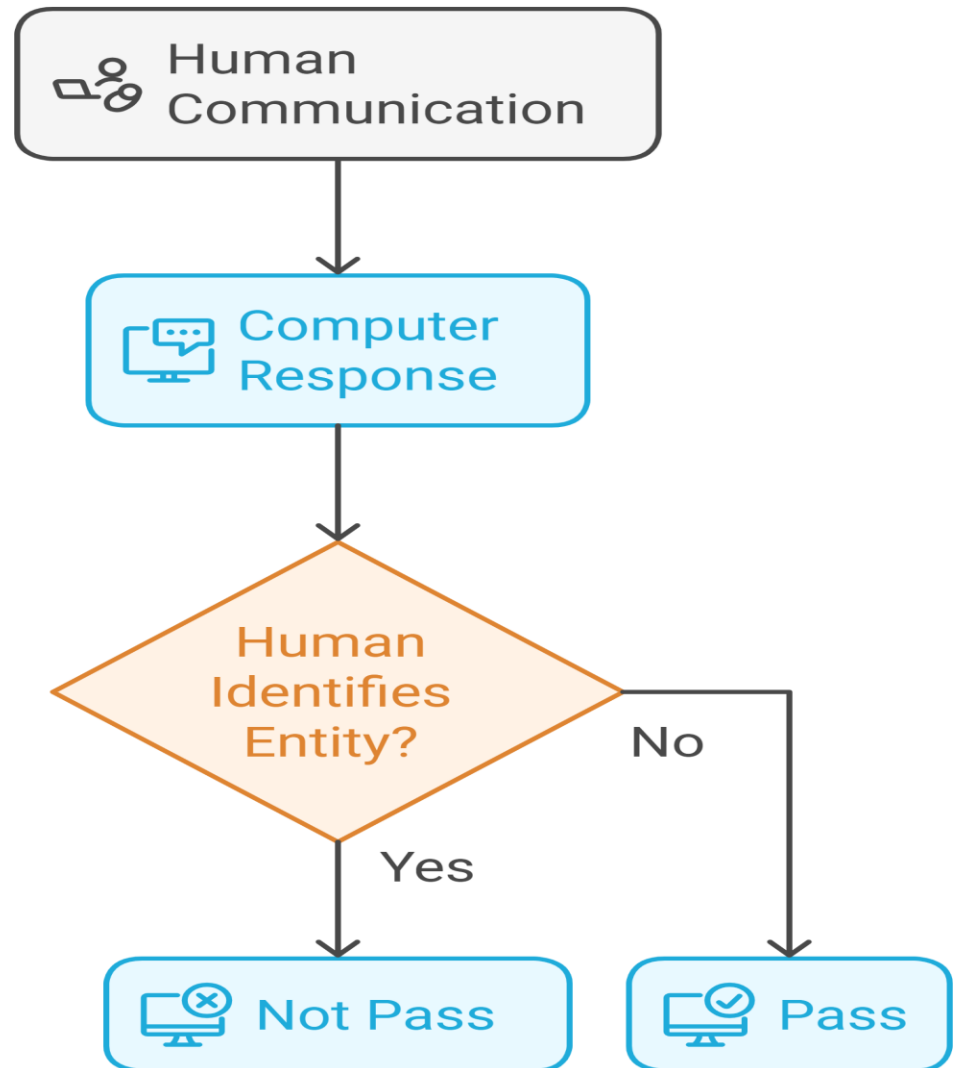 Human
Communication
Computer
Response
Human
Identifies
Entity?
No
Yes
Not Pass
Pass